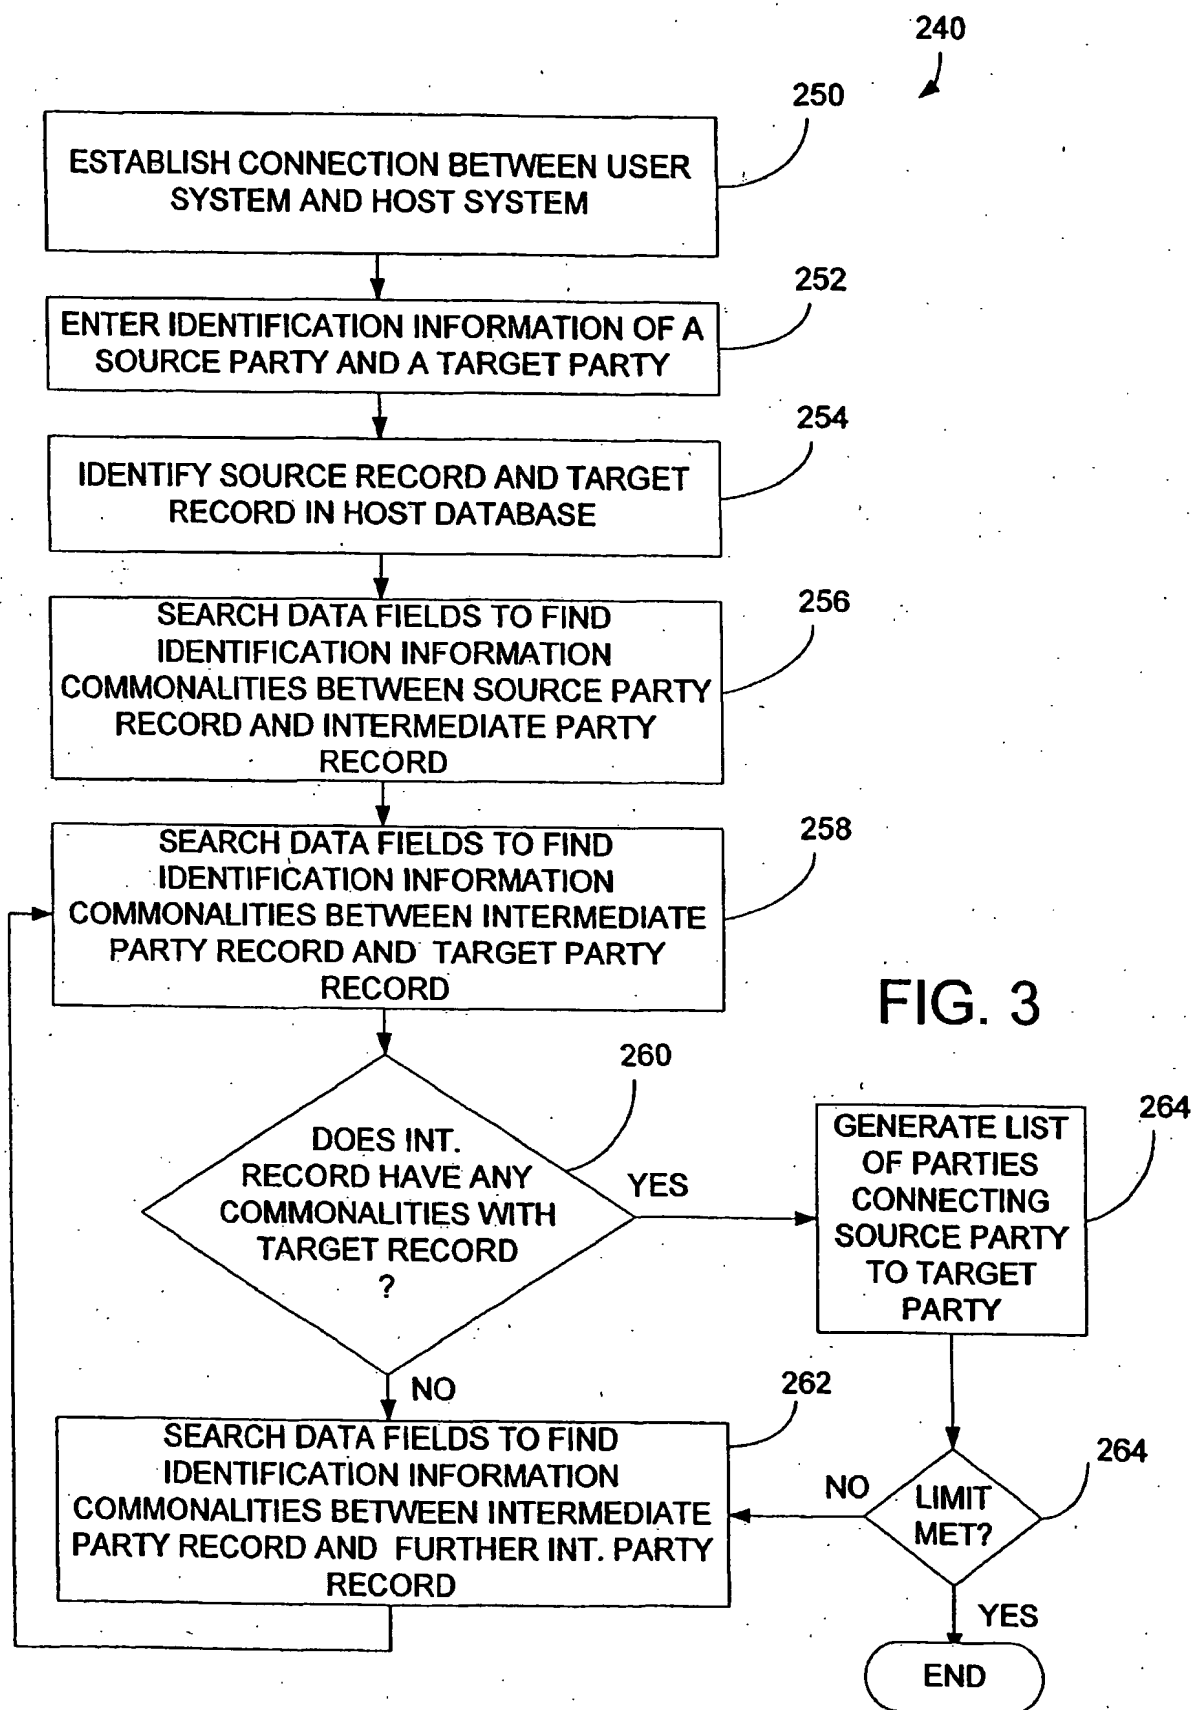 240
250
ESTABLISH CONNECTION BETWEEN USER
SYSTEM AND HOST SYSTEM
252
ENTER IDENTIFICATION INFORMATION OF A
SOURCE PARTY AND A TARGET PARTY
254
IDENTIFY SOURCE RECORD AND TARGET
RECORD IN HOST DATABASE
256
SEARCH DATA FIELDS TO FIND
IDENTIFICATION INFORMATION
COMMONALITIES BETWEEN SOURCE PARTY
RECORD AND INTERMEDIATE PARTY
RECORD
258
SEARCH DATA FIELDS TO FIND
IDENTIFICATION INFORMATION
COMMONALITIES BETWEEN INTERMEDIATE
PARTY RECORD AND TARGET PARTY
RECORD
FIG. 3
260
DOES INT.
RECORD HAVE ANY
COMMONALITIES WITH
TARGET RECORD
?
YES
264
GENERATE LIST
OF PARTIES
CONNECTING
SOURCE PARTY
TO TARGET
PARTY
NO
262
SEARCH DATA FIELDS TO FIND
IDENTIFICATION INFORMATION
COMMONALITIES BETWEEN INTERMEDIATE
PARTY RECORD AND FURTHER INT. PARTY
RECORD
264
NO
LIMIT
MET?
YES
END